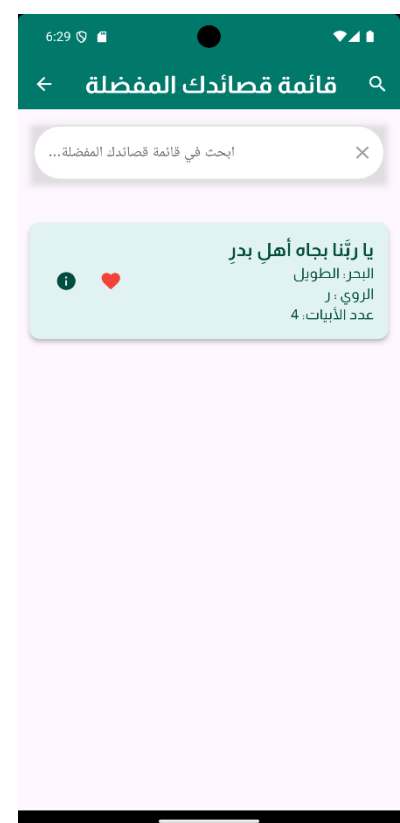 6:29
قائمة قصائدك المفضلة
ابحث في قائمة قصائدك المفضلة...
يا ربَّنا بجاه أهلِ بدرِ
البحر: الطويل
الروي : ر
عدد الأبيات: 4